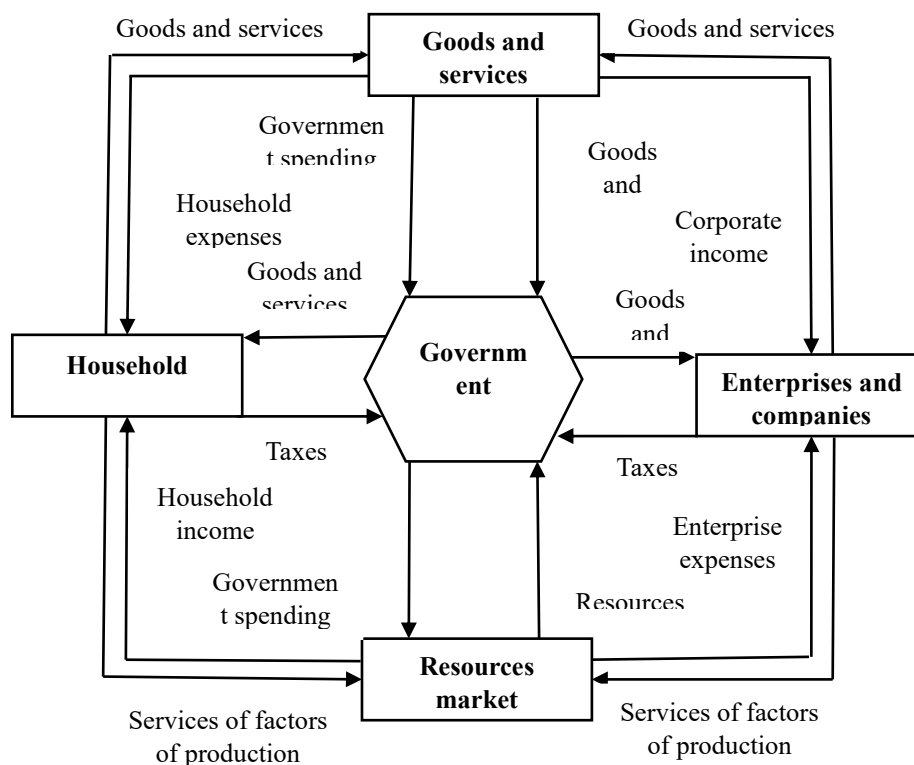 Goods and services
Goods and
services
Goods and services
Governmen
t spending
Goods
and
Household
expenses
Corporate
income
Goods and
services
Goods
and
Household
Governm
ent
Enterprises and
companies
Taxes
Taxes
Household
income
Enterprise
expenses
Governmen
t spending
Resources
Resources
market
Services of factors
of production
Services of factors
of production